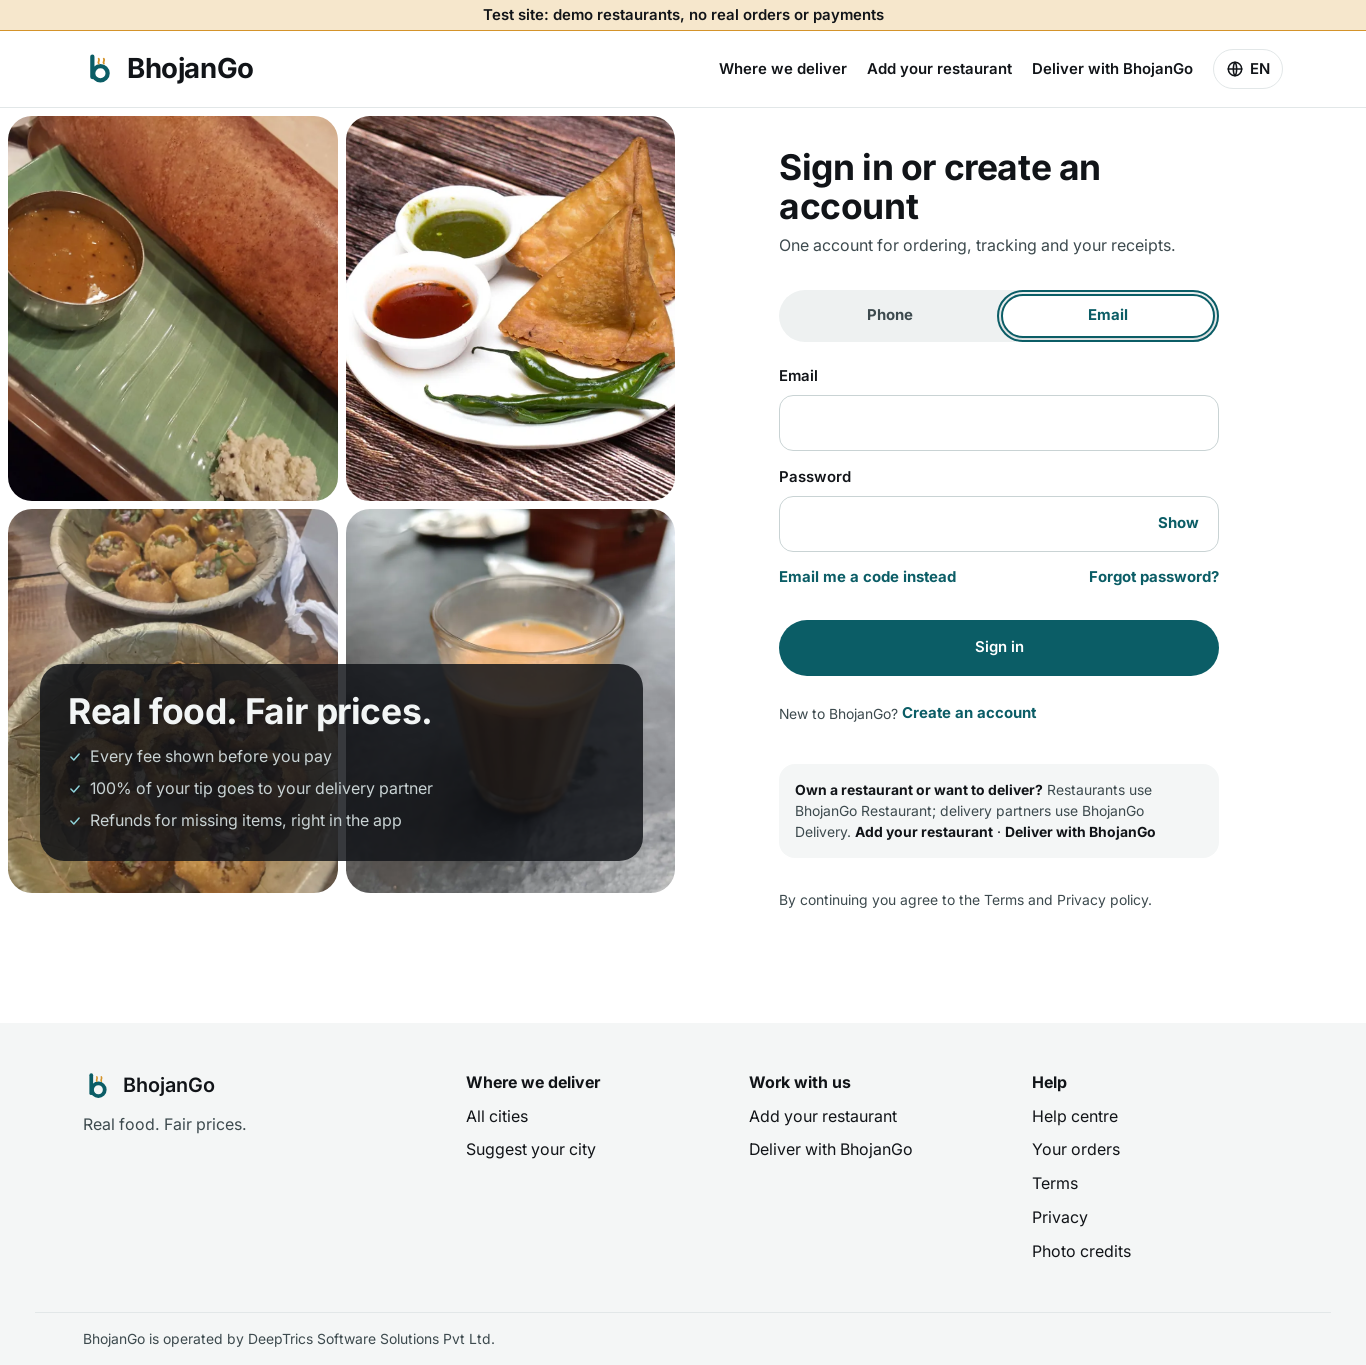 Test site: demo restaurants, no real orders or payments
BhojanGo
Where we deliver
Add your restaurant
Deliver with BhojanGo
EN
Real food. Fair prices.
Every fee shown before you pay
100% of your tip goes to your delivery partner
Refunds for missing items, right in the app
Sign in or create an
account
One account for ordering, tracking and your receipts.
Phone
Email
Email
Password
Show
Email me a code instead
Forgot password?
Sign in
New to BhojanGo? Create an account
Own a restaurant or want to deliver? Restaurants use
BhojanGo Restaurant; delivery partners use BhojanGo
Delivery. Add your restaurant · Deliver with BhojanGo
By continuing you agree to the Terms and Privacy policy.
BhojanGo
Real food. Fair prices.
Where we deliver
All cities
Suggest your city
Work with us
Add your restaurant
Deliver with BhojanGo
Help
Help centre
Your orders
Terms
Privacy
Photo credits
BhojanGo is operated by DeepTrics Software Solutions Pvt Ltd.